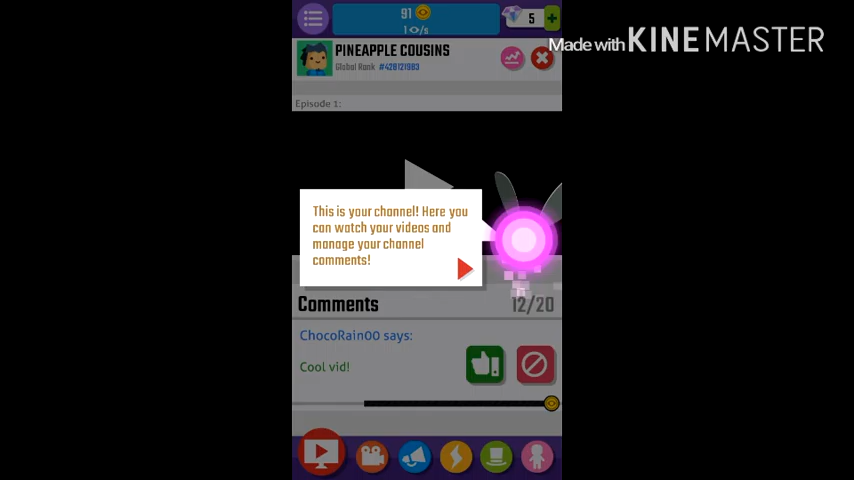 91
1 /s
5
Made with KINEMASTER
PINEAPPLE COUSINS
Global Rank #428121983
Episode 1:
This is your channel! Here you
can watch your videos and
manage your channel
comments!
Comments 12/20
ChocoRain00 says:
Cool vid!